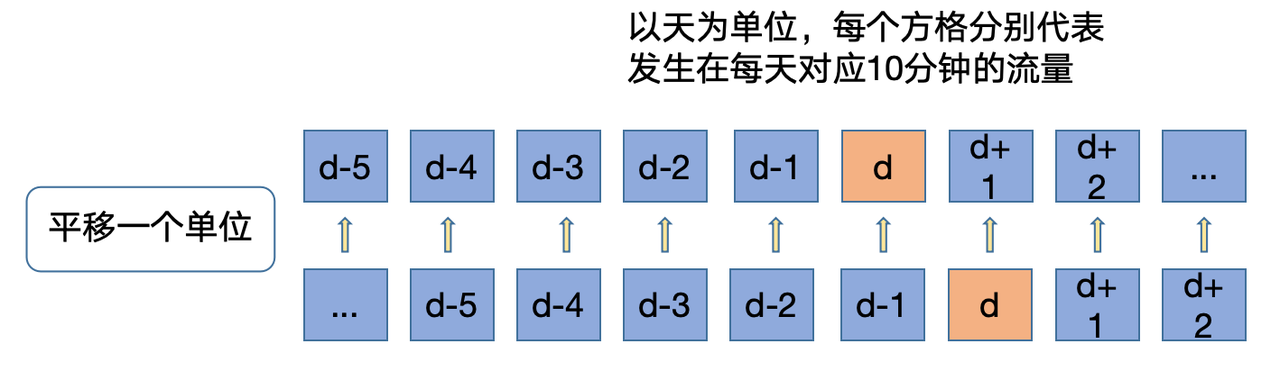 以天为单位，每个方格分别代表
发生在每天对应10分钟的流量
d-5 d-4 d-3 d-2 d-1 d d+1 d+2 ...
平移一个单位
... d-5 d-4 d-3 d-2 d-1 d d+1 d+2